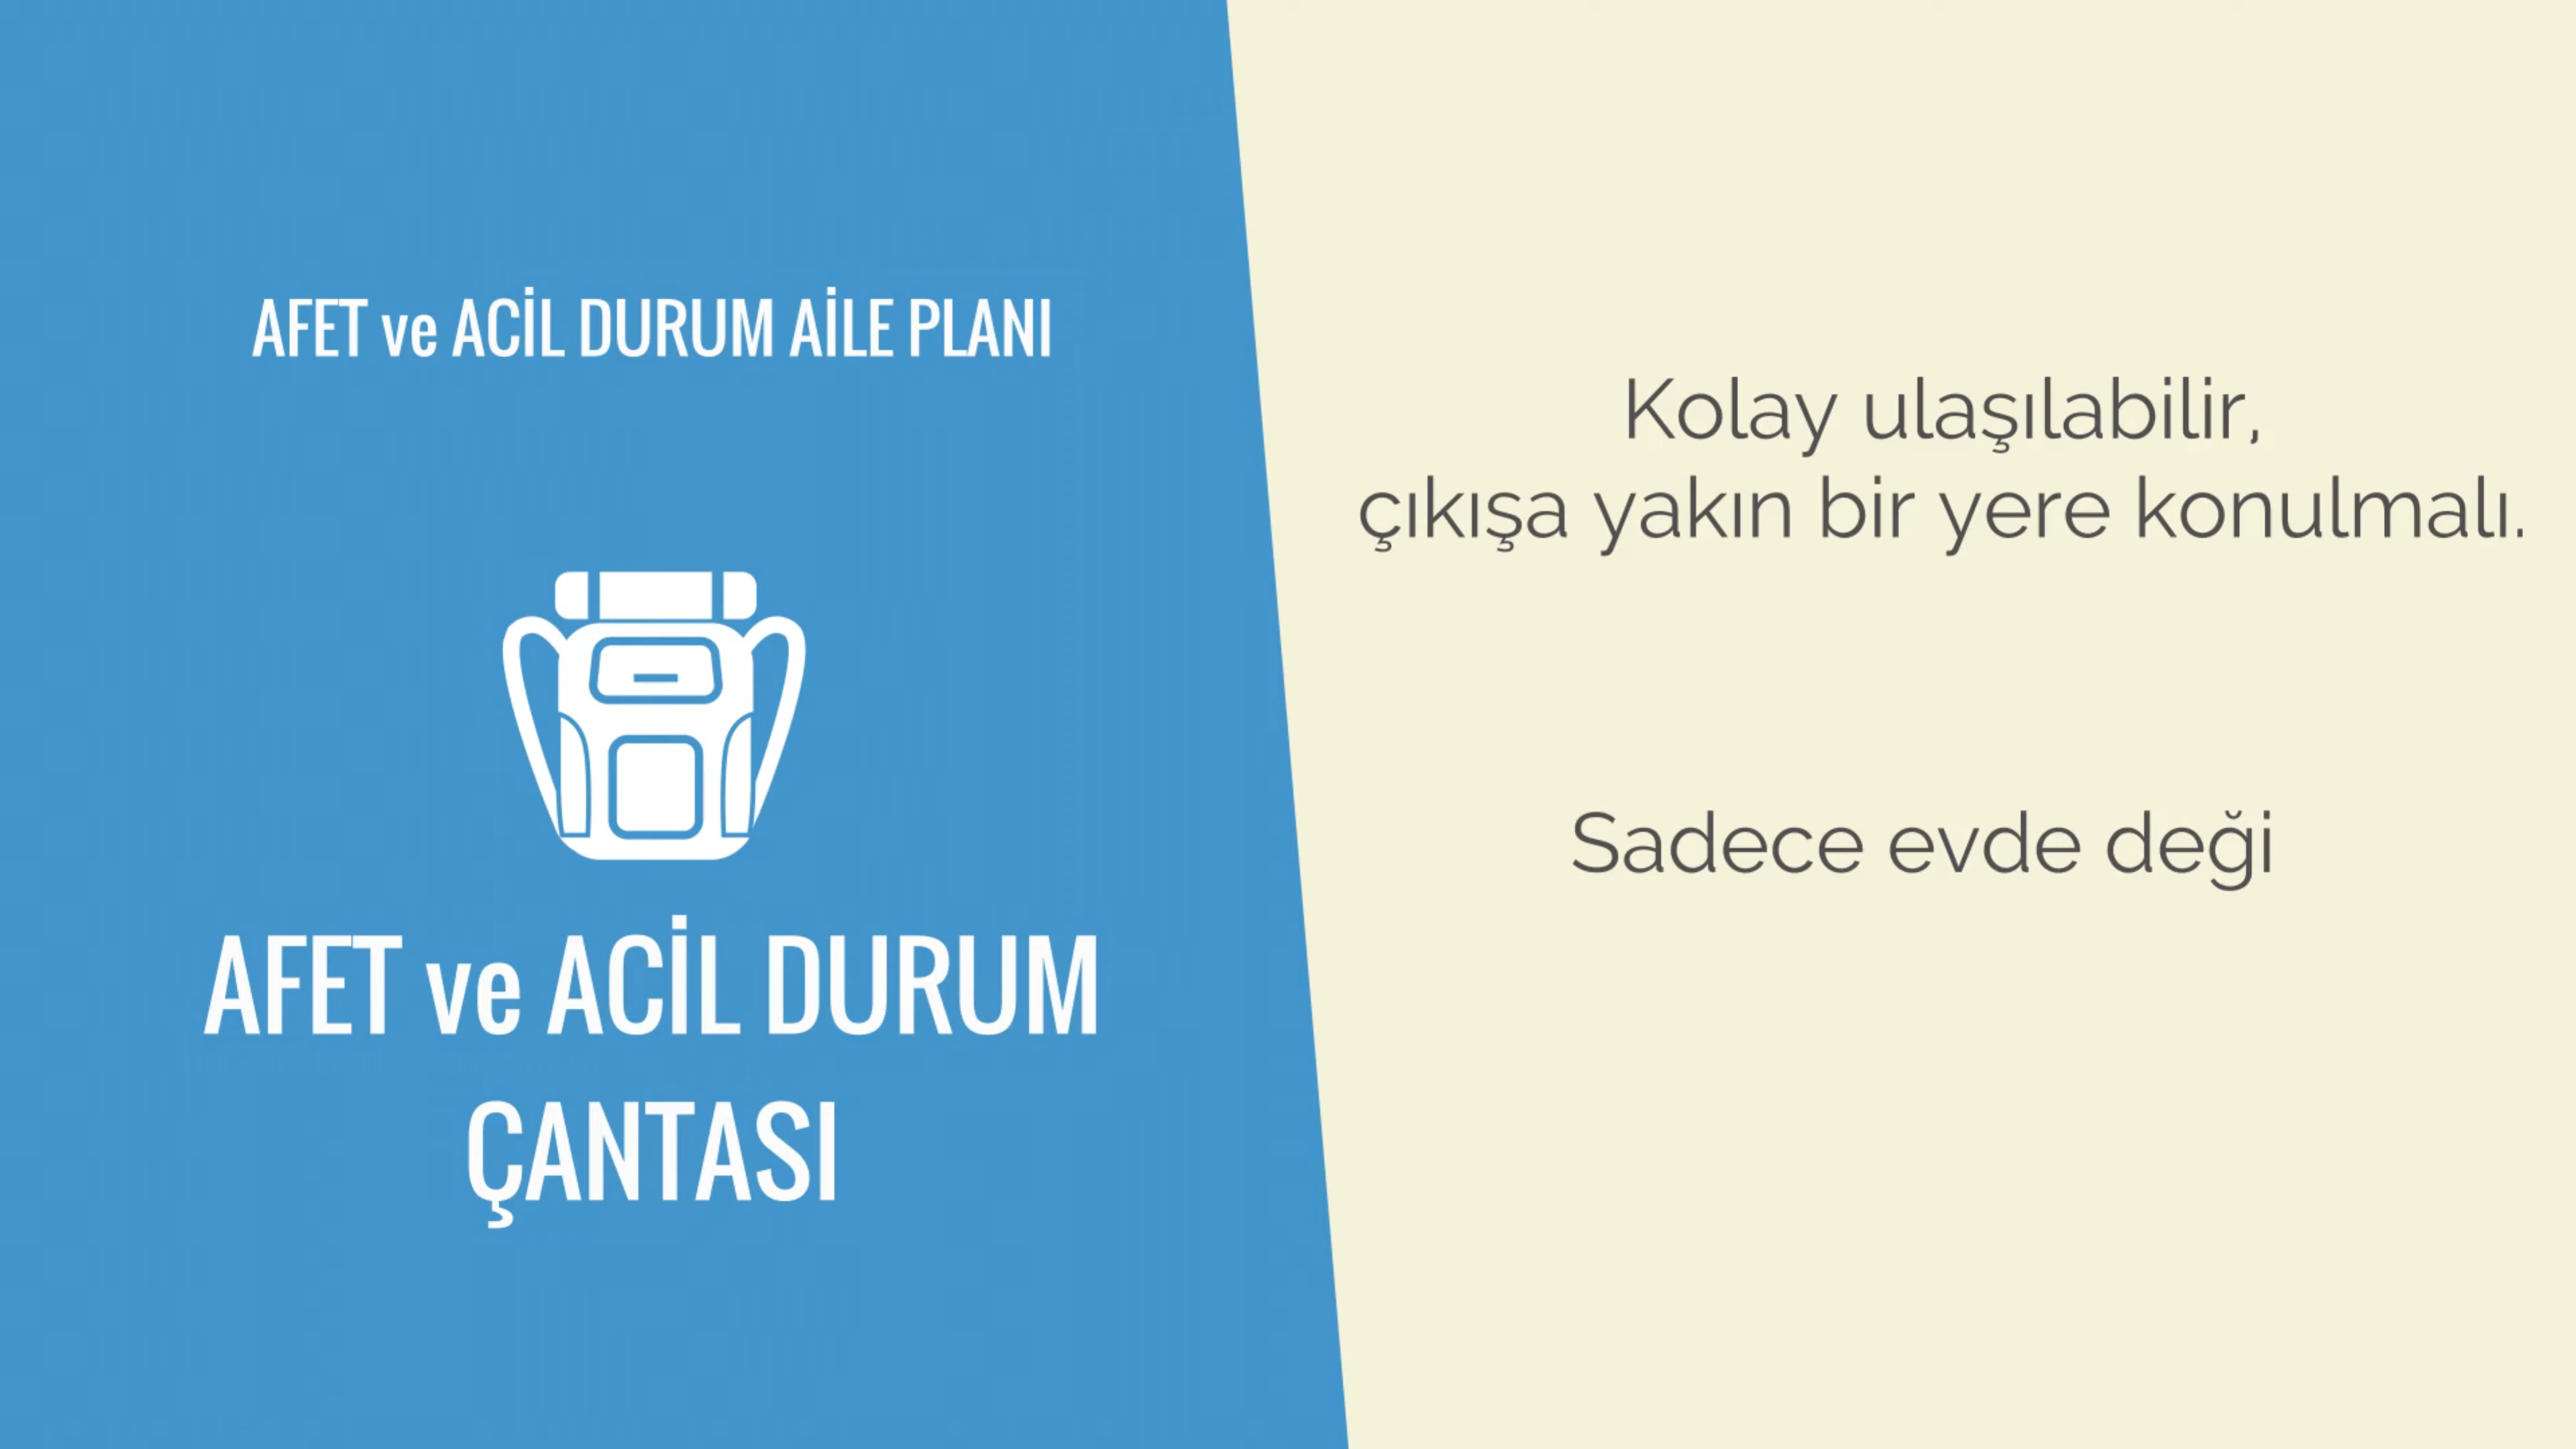 AFET ve ACİL DURUM AİLE PLANI
AFET ve ACİL DURUM
ÇANTASI
Kolay ulaşılabilir,
çıkışa yakın bir yere konulmalı.
Sadece evde deği